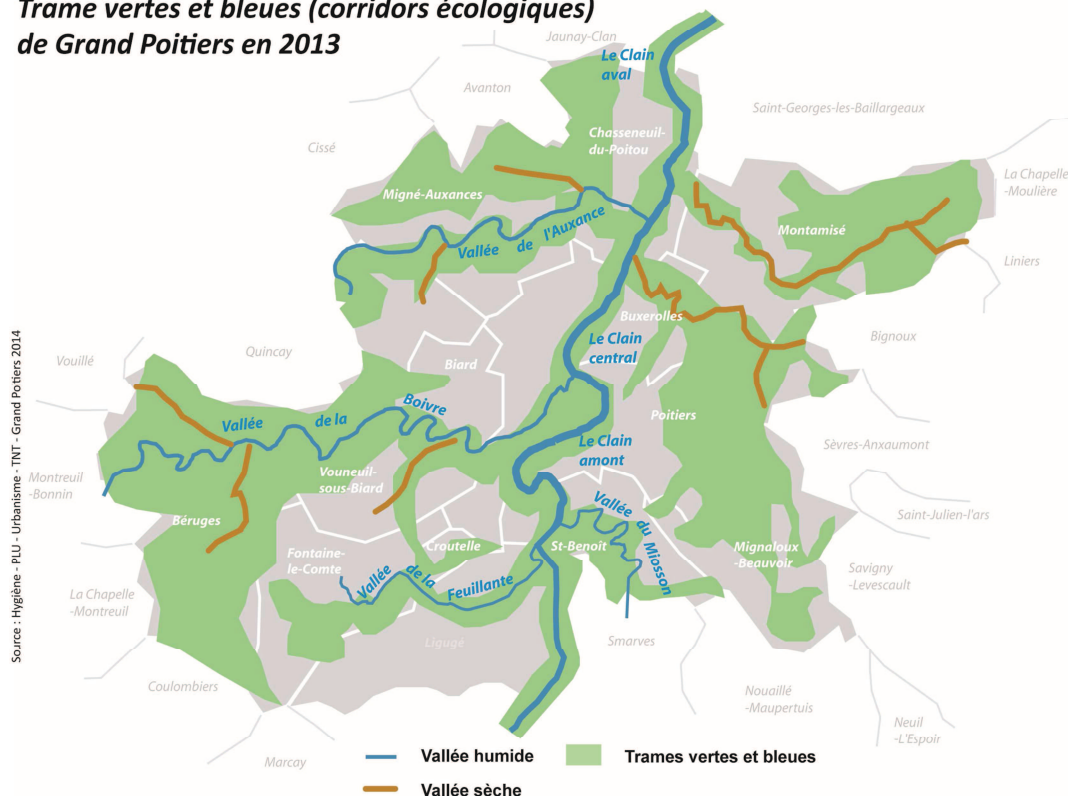 Trame vertes et bleues (corridors écologiques)
de Grand Poitiers en 2013
Jaunay-Clan
Le Clain
aval
Avanton
Saint-Georges-les-Baillargeaux
Chasseneuil-
du-Poitou
Cissé
La Chapelle
-Moulière
Migné-Auxances
Vallée de l'Auxance
Montamisé
Liniers
Buxerolles
Bignoux
Le Clain
central
Vouillé
Quincay
Biard
Vallée de la Boivre
Poitiers
Sèvres-Anxaumont
Le Clain
amont
Montreuil
-Bonnin
Vouneuil-
sous-Biard
Vallée du Miosson
Saint-Julien-l'ars
Béruges
Croutelle
St-Benoît
Mignaloux
-Beauvoir
Fontaine-
le-Comte
Vallée de la Feuillante
Savigny
-Levescault
La Chapelle
-Montreuil
Ligugé
Smarves
Coulombiers
Nouaillé
-Maupertuis
Neuil
-L'Espoir
Marcay
Vallée humide
Trames vertes et bleues
Vallée sèche
Source : Hygiène - PLU - Urbanisme - TNT - Grand Potiers 2014